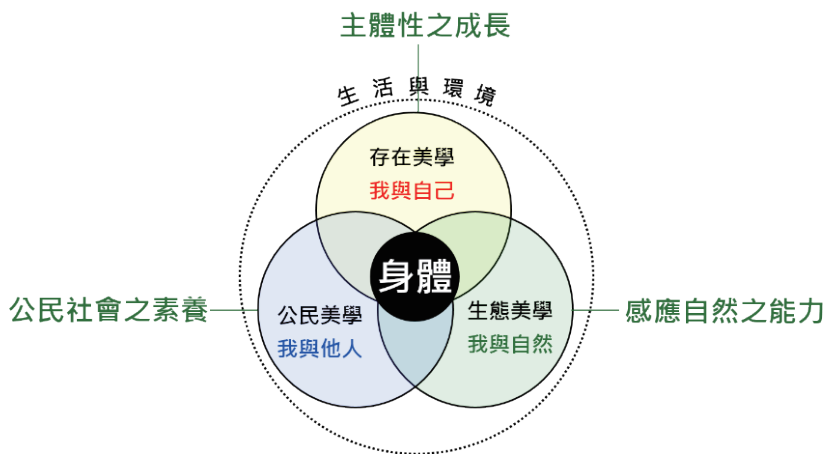 主體性之成長
生活與環境
存在美學
我與自己
身體
公民社會之素養
公民美學
我與他人
生態美學
我與自然
感應自然之能力